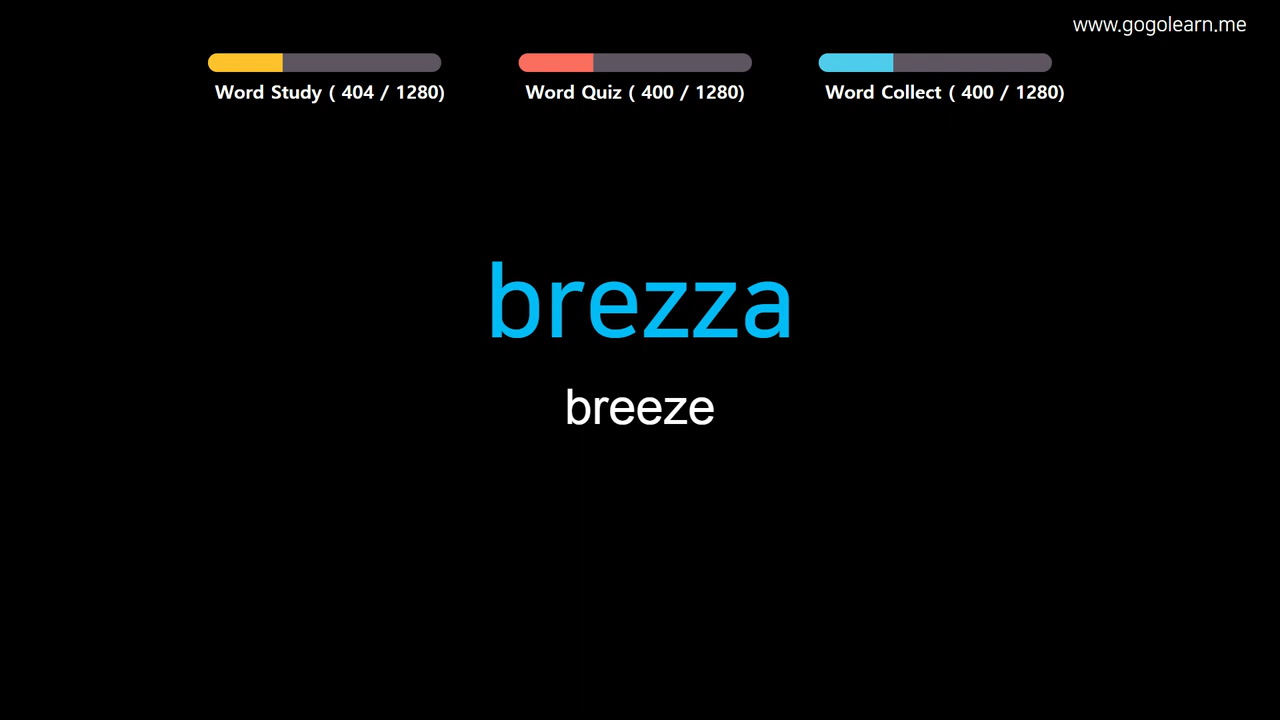 www.gogolearn.me
Word Study ( 404 / 1280)
Word Quiz ( 400 / 1280)
Word Collect ( 400 / 1280)
brezza
breeze